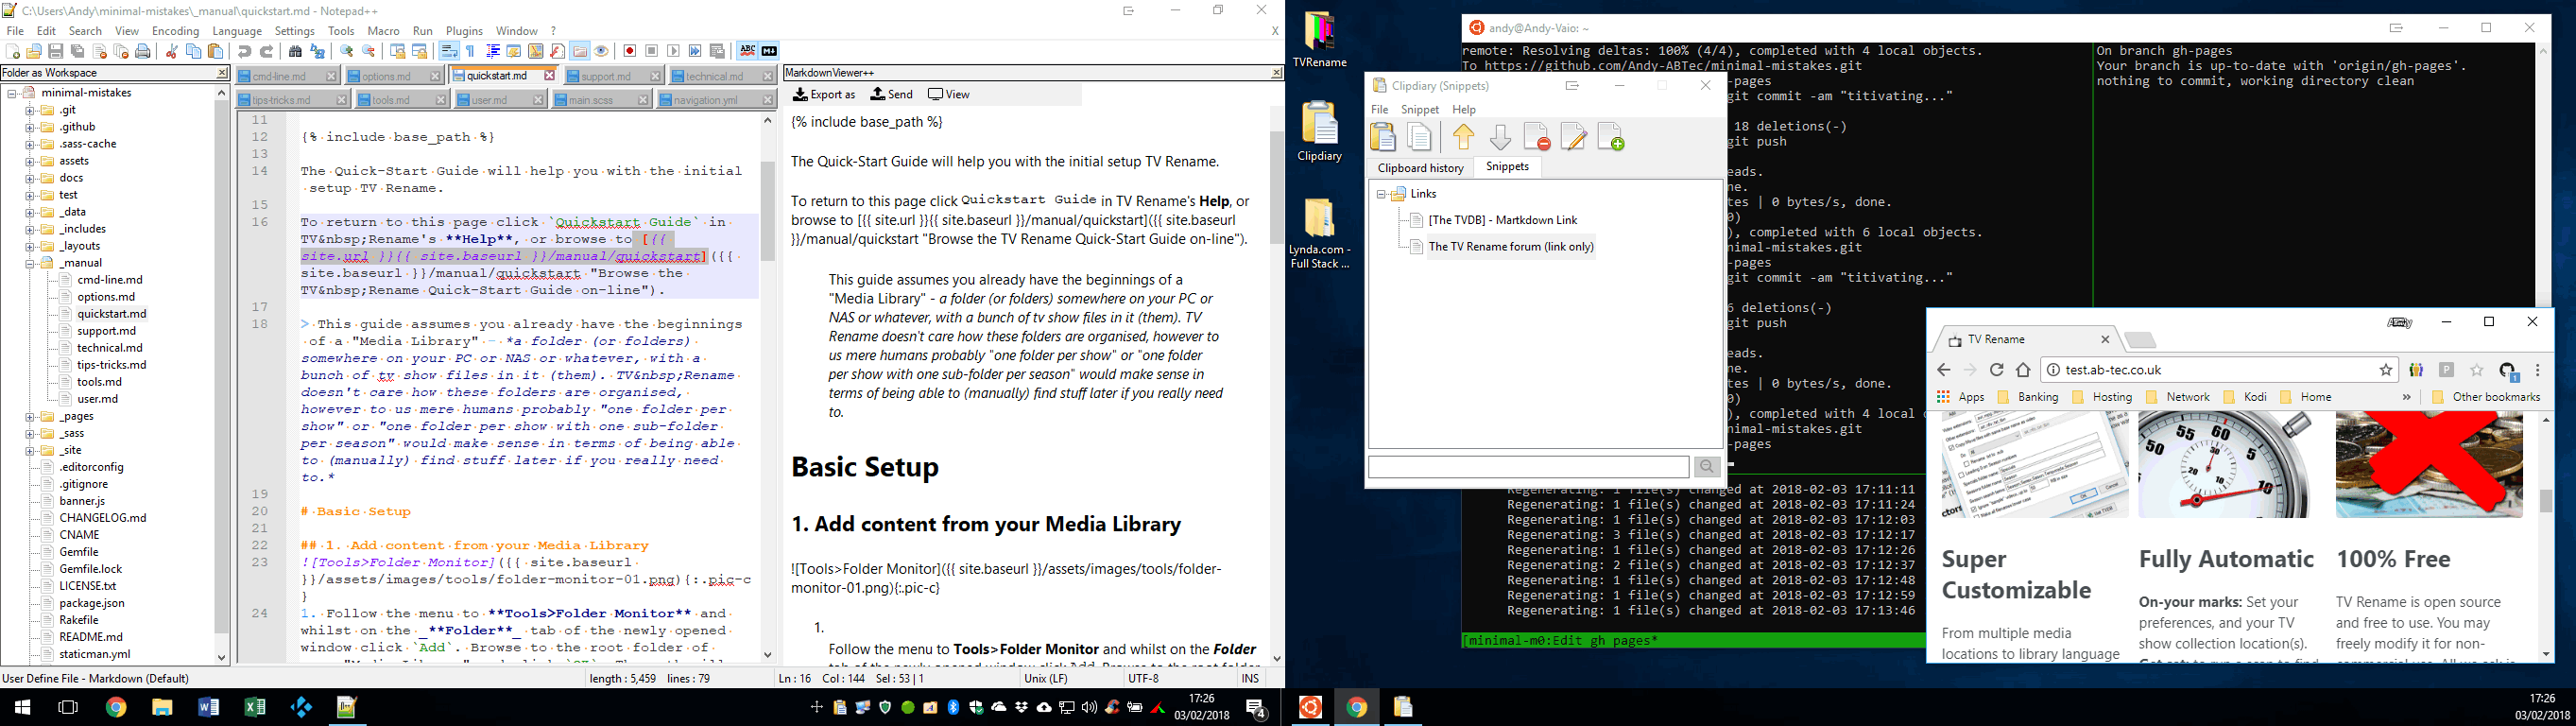 C:\Users\Andy\minimal-mistakes\_manual\quickstart.md - Notepad++
File Edit Search View Encoding Language Settings Tools Macro Run Plugins Window ? X
Folder as Workspace
minimal-mistakes
.git
.github
.sass-cache
assets
docs
test
_data
_includes
_layouts
_manual
cmd-line.md
options.md
quickstart.md
support.md
technical.md
tips-tricks.md
tools.md
user.md
_pages
_sass
_site
.editorconfig
.gitignore
banner.js
CHANGELOG.md
CNAME
Gemfile
Gemfile.lock
LICENSE.txt
package.json
Rakefile
README.md
staticman.yml
cmd-line.md options.md quickstart.md support.md technical.md
tips-tricks.md tools.md user.md main.scss navigation.yml
11
12 {% include base_path %}
13
14 The Quick-Start Guide will help you with the initial
setup TV Rename.
15
16 To return to this page click `Quickstart Guide` in
TV&nbsp;Rename's **Help**, or browse to [{{
site.url }}{{ site.baseurl }}/manual/quickstart]({{
site.baseurl }}/manual/quickstart "Browse the
TV&nbsp;Rename Quick-Start Guide on-line").
17
18 > This guide assumes you already have the beginnings
of a "Media Library" - *a folder (or folders)
somewhere on your PC or NAS or whatever, with a
bunch of tv show files in it (them). TV&nbsp;Rename
doesn't care how these folders are organised,
however to us mere humans probably "one folder per
show" or "one folder per show with one sub-folder
per season" would make sense in terms of being able
to (manually) find stuff later if you really need
to.*
19
20 # Basic Setup
21
22 ## 1. Add content from your Media Library
23 ![Tools>Folder Monitor]({{ site.baseurl
}}/assets/images/tools/folder-monitor-01.png){:.pic-c
}
24 1. Follow the menu to **Tools>Folder Monitor** and
whilst on the _**Folder**_ tab of the newly opened
window click `Add`. Browse to the root folder of
MarkdownViewer++
Export as Send View
{% include base_path %}
The Quick-Start Guide will help you with the initial setup TV Rename.
To return to this page click Quickstart Guide in TV Rename's Help, or
browse to [{{ site.url }}{{ site.baseurl }}/manual/quickstart]({{ site.baseurl
}}/manual/quickstart "Browse the TV Rename Quick-Start Guide on-line").
This guide assumes you already have the beginnings of a
"Media Library" - a folder (or folders) somewhere on your PC or
NAS or whatever, with a bunch of tv show files in it (them). TV
Rename doesn't care how these folders are organised, however to
us mere humans probably "one folder per show" or "one folder
per show with one sub-folder per season" would make sense in
terms of being able to (manually) find stuff later if you really need
to.
Basic Setup
1. Add content from your Media Library
![Tools>Folder Monitor]({{ site.baseurl }}/assets/images/tools/folder-
monitor-01.png){:.pic-c}
1.
Follow the menu to Tools>Folder Monitor and whilst on the Folder
User Define File - Markdown (Default) length : 5,459 lines : 79 Ln : 16 Col : 144 Sel : 53 | 1 Unix (LF) UTF-8 INS
17:26
03/02/2018
4
TVRename
Clipdiary
Lynda.com -
Full Stack ...
andy@Andy-Vaio: ~
remote: Resolving deltas: 100% (4/4), completed with 4 local objects.
To https://github.com/Andy-ABTec/minimal-mistakes.git
-pages
git commit -am "titivating..."
18 deletions(-)
git push
eads.
ne.
tes | 0 bytes/s, done.
0)
), completed with 6 local objects.
nimal-mistakes.git
-pages
git commit -am "titivating..."
6 deletions(-)
git push
eads.
ne.
tes | 0 bytes/s, done.
0)
), completed with 4 local
nimal-mistakes.git
-pages
On branch gh-pages
Your branch is up-to-date with 'origin/gh-pages'.
nothing to commit, working directory clean
Clipdiary (Snippets)
File Snippet Help
Clipboard history Snippets
Links
[The TVDB] - Martkdown Link
The TV Rename forum (link only)
Regenerating: 1 file(s) changed at 2018-02-03 17:11:11
Regenerating: 1 file(s) changed at 2018-02-03 17:11:24
Regenerating: 1 file(s) changed at 2018-02-03 17:12:03
Regenerating: 3 file(s) changed at 2018-02-03 17:12:17
Regenerating: 1 file(s) changed at 2018-02-03 17:12:26
Regenerating: 2 file(s) changed at 2018-02-03 17:12:37
Regenerating: 1 file(s) changed at 2018-02-03 17:12:48
Regenerating: 1 file(s) changed at 2018-02-03 17:12:59
Regenerating: 1 file(s) changed at 2018-02-03 17:13:46
[minimal-m0:Edit gh pages*
Andy
TV Rename
test.ab-tec.co.uk
Apps Banking Hosting Network Kodi Home » Other bookmarks
55 60 5
50 10
Super
Customizable
From multiple media
locations to library language
Fully Automatic
On-your marks: Set your
preferences, and your TV
show collection location(s).
100% Free
TV Rename is open source
and free to use. You may
freely modify it for non-
17:26
03/02/2018